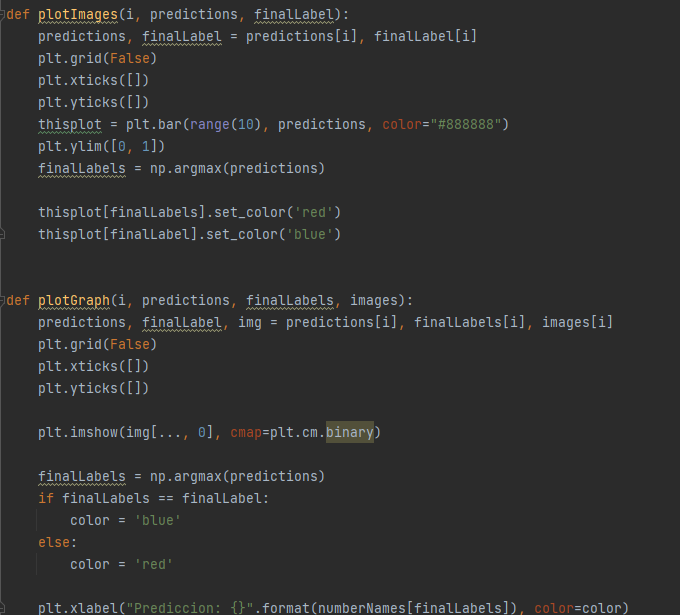 def plotImages(i, predictions, finalLabel):
    predictions, finalLabel = predictions[i], finalLabel[i]
    plt.grid(False)
    plt.xticks([])
    plt.yticks([])
    thisplot = plt.bar(range(10), predictions, color="#888888")
    plt.ylim([0, 1])
    finalLabels = np.argmax(predictions)

    thisplot[finalLabels].set_color('red')
    thisplot[finalLabel].set_color('blue')


def plotGraph(i, predictions, finalLabels, images):
    predictions, finalLabel, img = predictions[i], finalLabels[i], images[i]
    plt.grid(False)
    plt.xticks([])
    plt.yticks([])

    plt.imshow(img[..., 0], cmap=plt.cm.binary)

    finalLabels = np.argmax(predictions)
    if finalLabels == finalLabel:
        color = 'blue'
    else:
        color = 'red'

    plt.xlabel("Prediccion: {}".format(numberNames[finalLabels]), color=color)